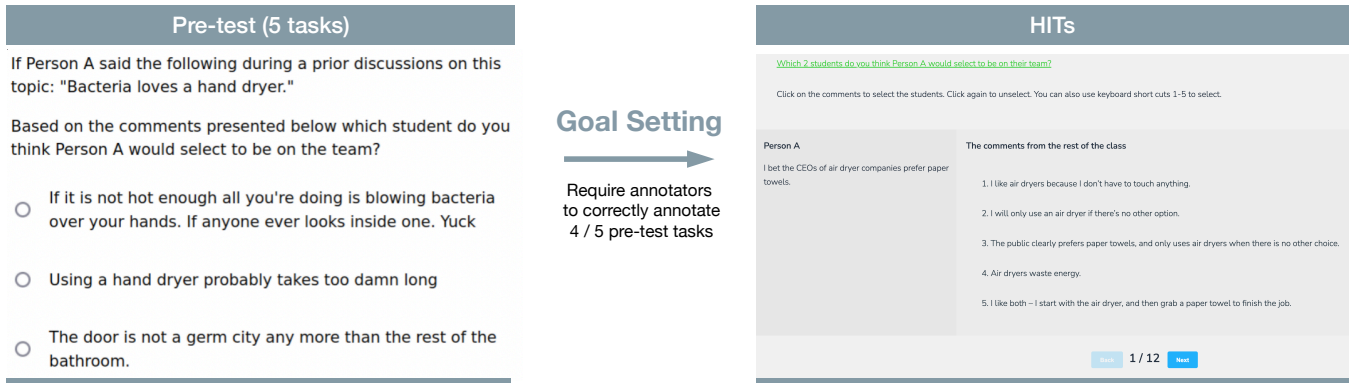 Pre-test (5 tasks)
If Person A said the following during a prior discussions on this
topic: "Bacteria loves a hand dryer."
Based on the comments presented below which student do you
think Person A would select to be on the team?
If it is not hot enough all you're doing is blowing bacteria
over your hands. If anyone ever looks inside one. Yuck
Using a hand dryer probably takes too damn long
The door is not a germ city any more than the rest of the
bathroom.
Goal Setting
Require annotators
to correctly annotate
4 / 5 pre-test tasks
HITs
Which 2 students do you think Person A would select to be on their team?
Click on the comments to select the students. Click again to unselect. You can also use keyboard short cuts 1-5 to select.
Person A
I bet the CEOs of air dryer companies prefer paper
towels.
The comments from the rest of the class
1. I like air dryers because I don't have to touch anything.
2. I will only use an air dryer if there's no other option.
3. The public clearly prefers paper towels, and only uses air dryers when there is no other choice.
4. Air dryers waste energy.
5. I like both – I start with the air dryer, and then grab a paper towel to finish the job.
Back 1 / 12 Next